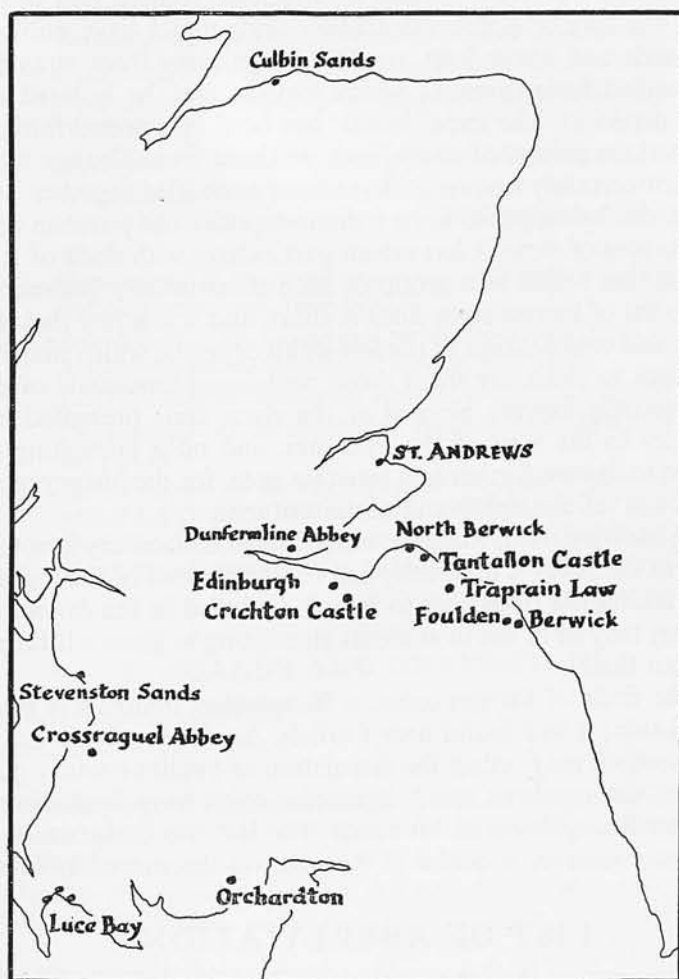 Culbin Sands
ST. ANDREWS
Dunfermline Abbey
North Berwick
Tantallon Castle
Edinburgh
Traprain Law
Crichton Castle
Foulden
Berwick
Stevenston Sands
Crossraguel Abbey
Orchardton
Luce Bay